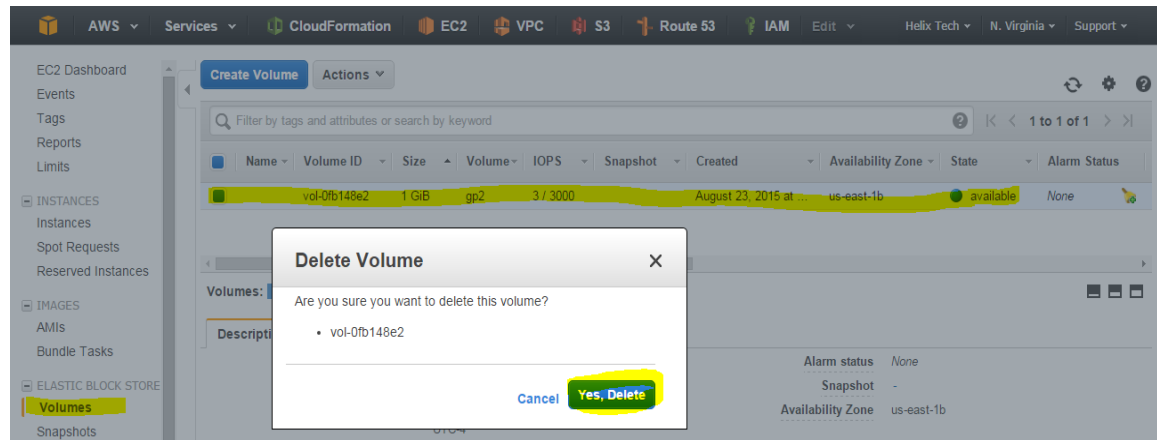 AWS Services CloudFormation EC2 VPC S3 Route 53 IAM Edit Helix Tech N. Virginia Support
EC2 Dashboard
Events
Tags
Reports
Limits
INSTANCES
Instances
Spot Requests
Reserved Instances
IMAGES
AMIs
Bundle Tasks
ELASTIC BLOCK STORE
Volumes
Snapshots
Create Volume Actions
Filter by tags and attributes or search by keyword
1 to 1 of 1
Name Volume ID Size Volume IOPS Snapshot Created Availability Zone State Alarm Status
vol-0fb148e2 1 GiB gp2 3 / 3000 August 23, 2015 at ... us-east-1b available None
Volumes:
Descripti
Delete Volume
Are you sure you want to delete this volume?
• vol-0fb148e2
Cancel Yes, Delete
Alarm status None
Snapshot -
Availability Zone us-east-1b